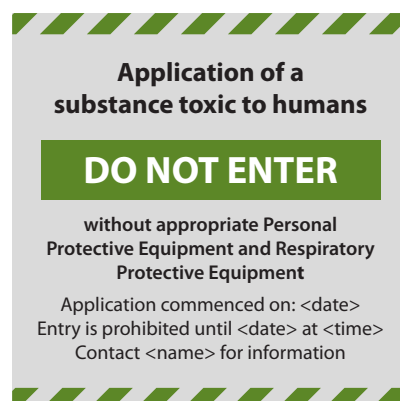 Application of a
substance toxic to humans
DO NOT ENTER
without appropriate Personal
Protective Equipment and Respiratory
Protective Equipment
Application commenced on: <date>
Entry is prohibited until <date> at <time>
Contact <name> for information